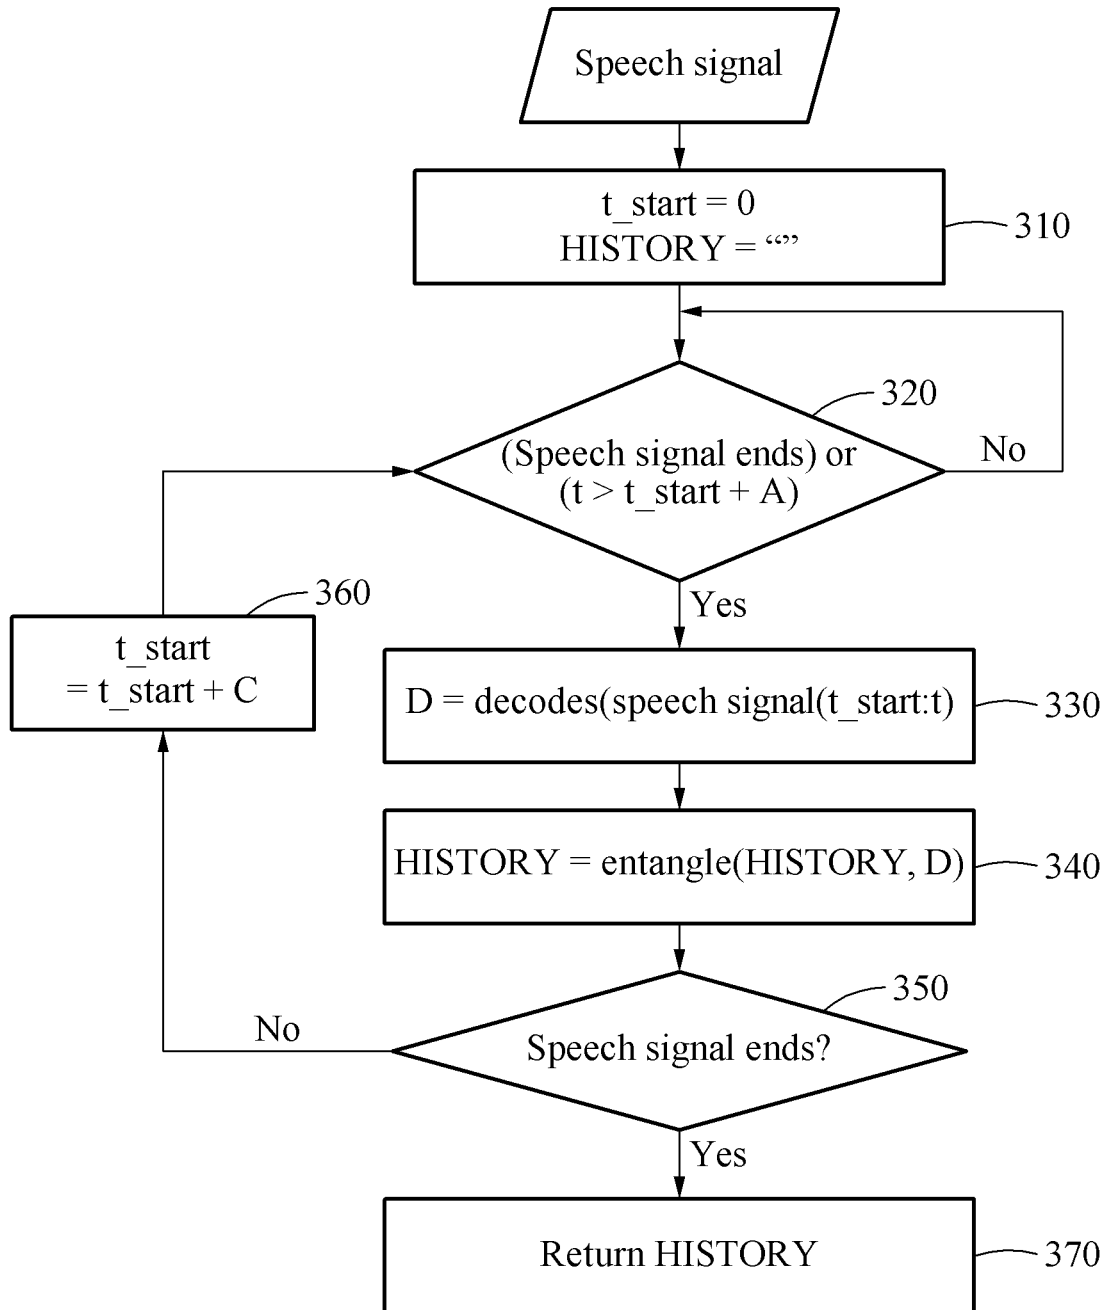 Speech signal
t_start = 0
HISTORY = “”
310
320
(Speech signal ends) or
(t > t_start + A)
No
Yes
360
t_start
= t_start + C
D = decodes(speech signal(t_start:t)
330
HISTORY = entangle(HISTORY, D)
340
350
Speech signal ends?
No
Yes
Return HISTORY
370